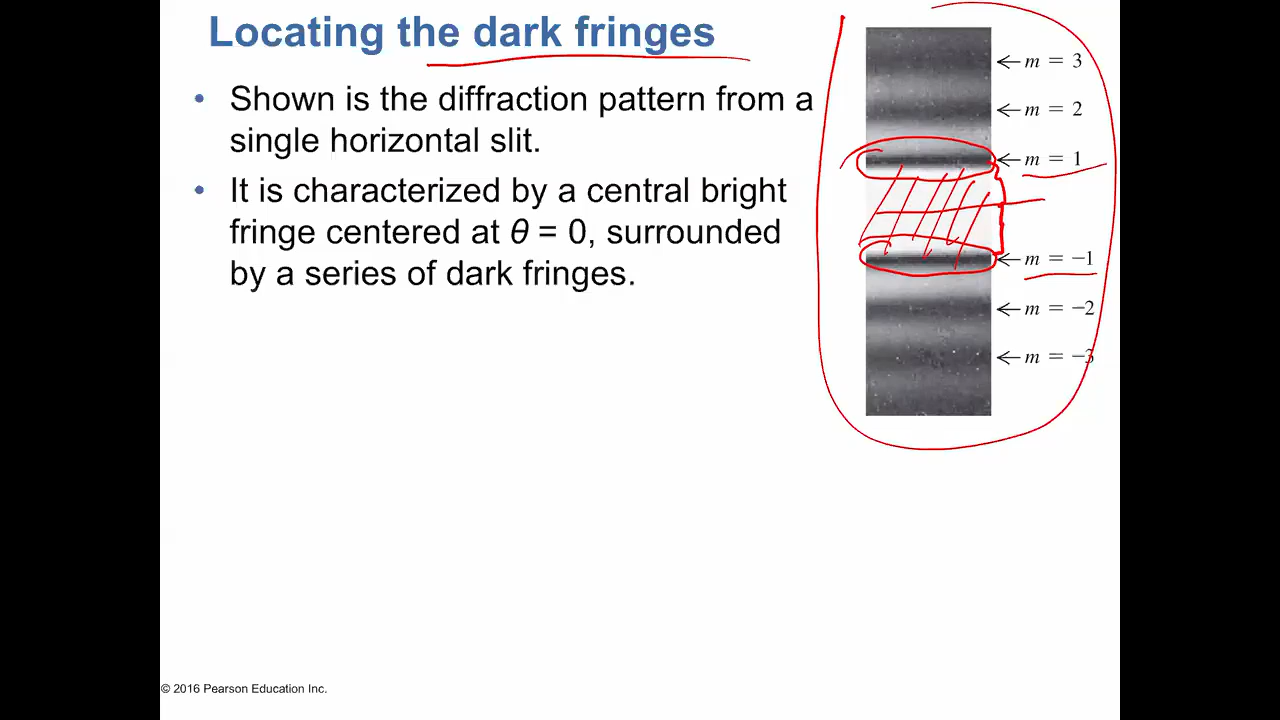 Locating the dark fringes
• Shown is the diffraction pattern from a
single horizontal slit.
• It is characterized by a central bright
fringe centered at θ = 0, surrounded
by a series of dark fringes.
m = 3
m = 2
m = 1
m = −1
m = −2
m = −3
© 2016 Pearson Education Inc.